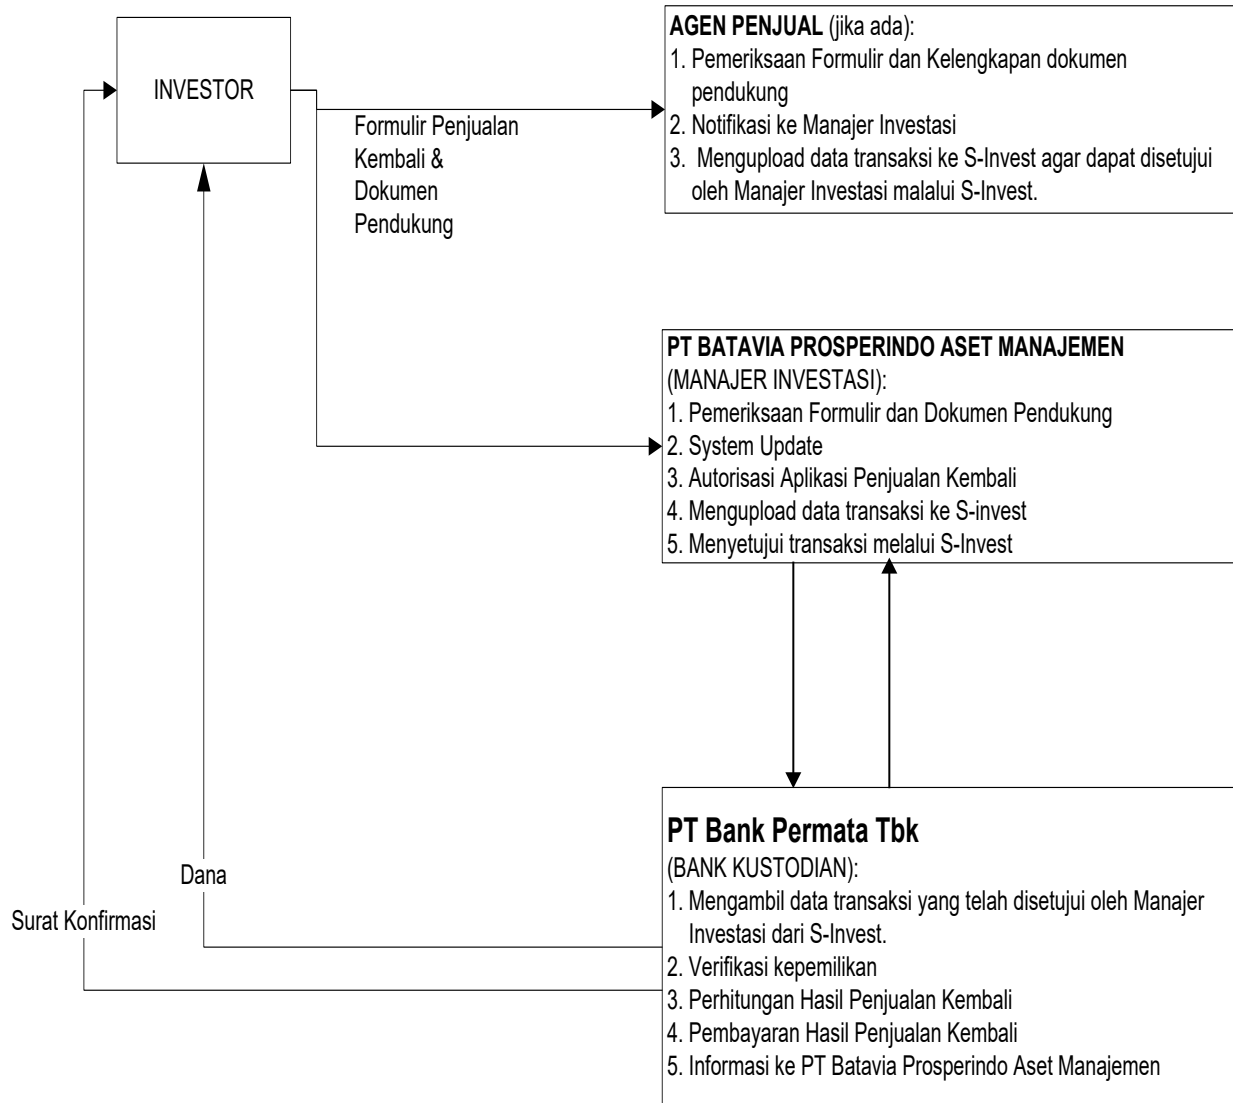 INVESTOR
Formulir Penjualan
Kembali &
Dokumen
Pendukung
AGEN PENJUAL (jika ada):
1. Pemeriksaan Formulir dan Kelengkapan dokumen
pendukung
2. Notifikasi ke Manajer Investasi
3. Mengupload data transaksi ke S-Invest agar dapat disetujui
oleh Manajer Investasi malalui S-Invest.
PT BATAVIA PROSPERINDO ASET MANAJEMEN
(MANAJER INVESTASI):
1. Pemeriksaan Formulir dan Dokumen Pendukung
2. System Update
3. Autorisasi Aplikasi Penjualan Kembali
4. Mengupload data transaksi ke S-invest
5. Menyetujui transaksi melalui S-Invest
PT Bank Permata Tbk
(BANK KUSTODIAN):
1. Mengambil data transaksi yang telah disetujui oleh Manajer
Investasi dari S-Invest.
2. Verifikasi kepemilikan
3. Perhitungan Hasil Penjualan Kembali
4. Pembayaran Hasil Penjualan Kembali
5. Informasi ke PT Batavia Prosperindo Aset Manajemen
Dana
Surat Konfirmasi